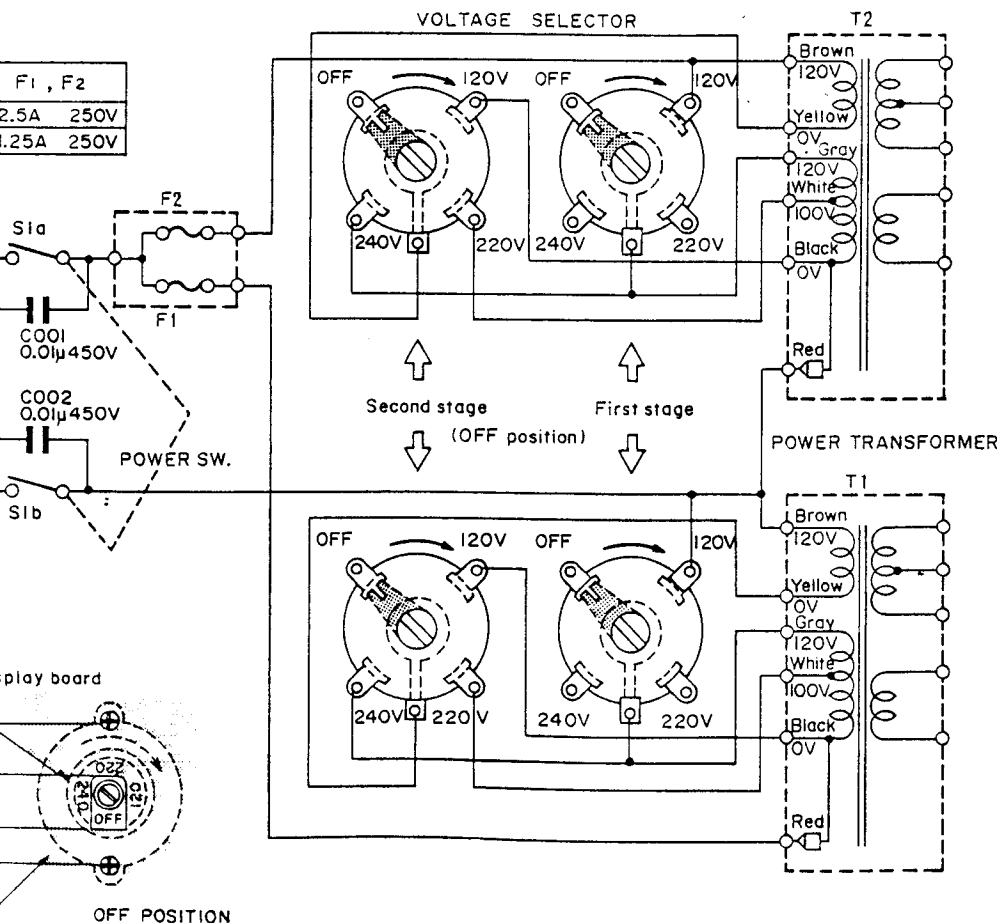 VOLTAGE SELECTOR
T2
F1 , F2
2.5A 250V
1.25A 250V
OFF
120V
OFF
120V
240V
220V
240V
220V
Brown
120V
Yellow
0V
Gray
120V
White
100V
Black
0V
Red
S1a
F2
F1
C001
0.01μ450V
C002
0.01μ450V
POWER SW.
S1b
Second stage
First stage
(OFF position)
POWER TRANSFORMER
T1
OFF
120V
OFF
120V
240V
220V
240V
220V
Brown
120V
Yellow
0V
Gray
120V
White
100V
Black
0V
Red
splay board
220
240
120
OFF
OFF POSITION